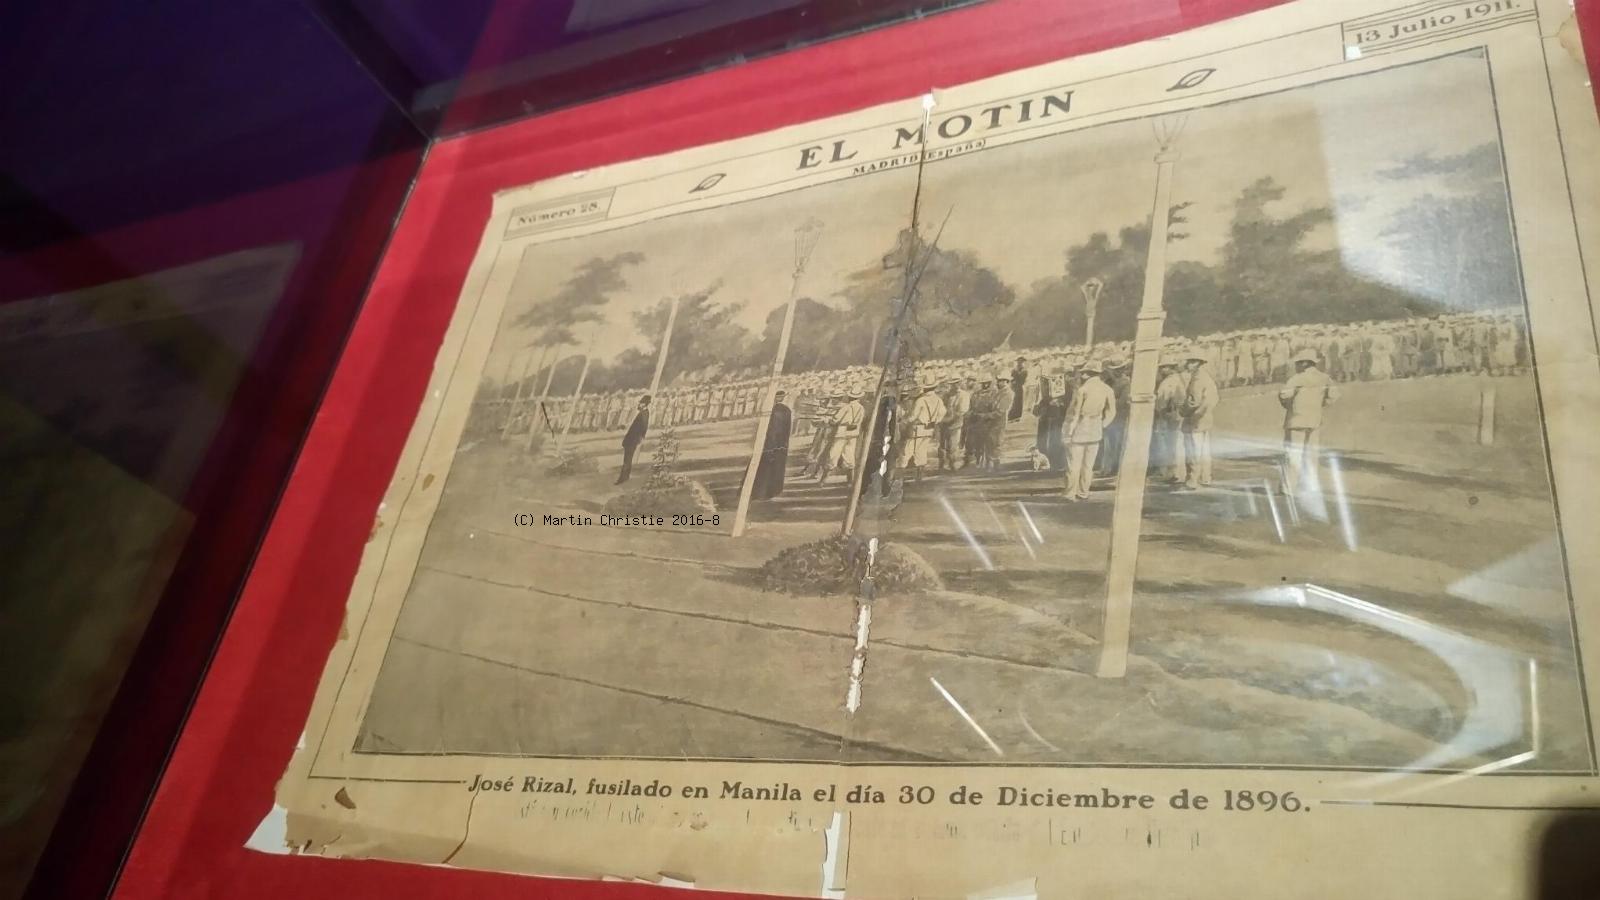 13 Julio 1911.
EL MOTIN
MADRID (España)
Número 28.
(C) Martin Christie 2016-8
José Rizal, fusilado en Manila el día 30 de Diciembre de 1896.